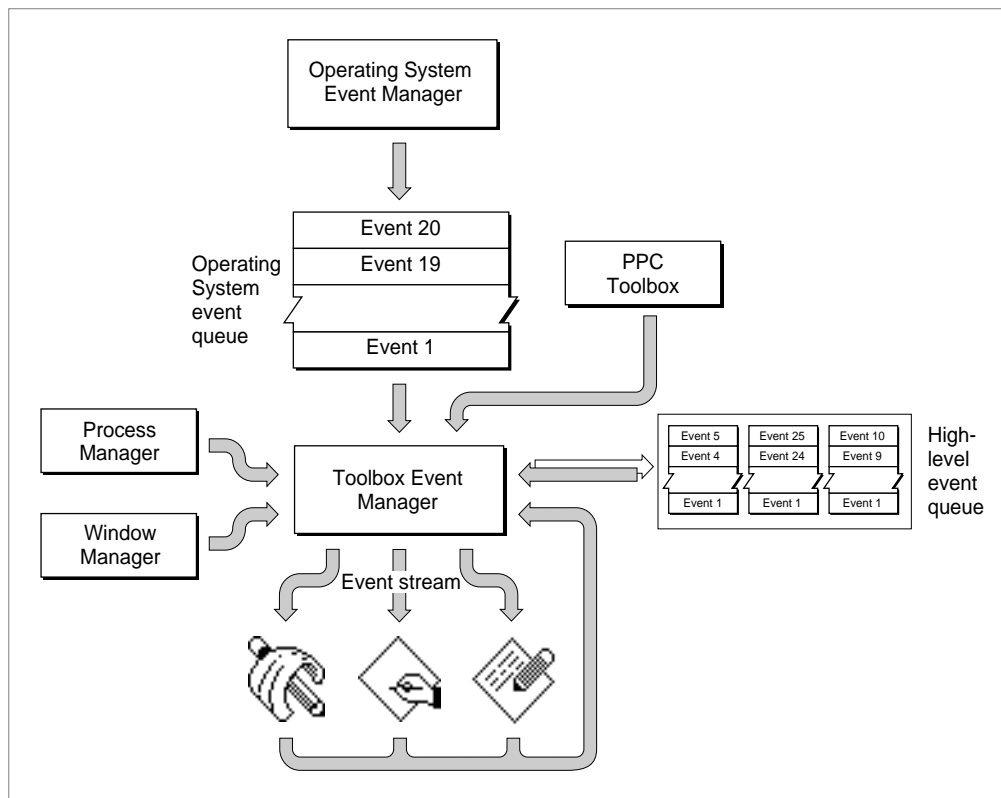 Operating System
Event Manager
Event 20
Event 19
Event 1
Operating
System
event
queue
PPC
Toolbox
Process
Manager
Window
Manager
Toolbox Event
Manager
Event 5
Event 4
Event 1
Event 25
Event 24
Event 1
Event 10
Event 9
Event 1
High-
level
event
queue
Event stream